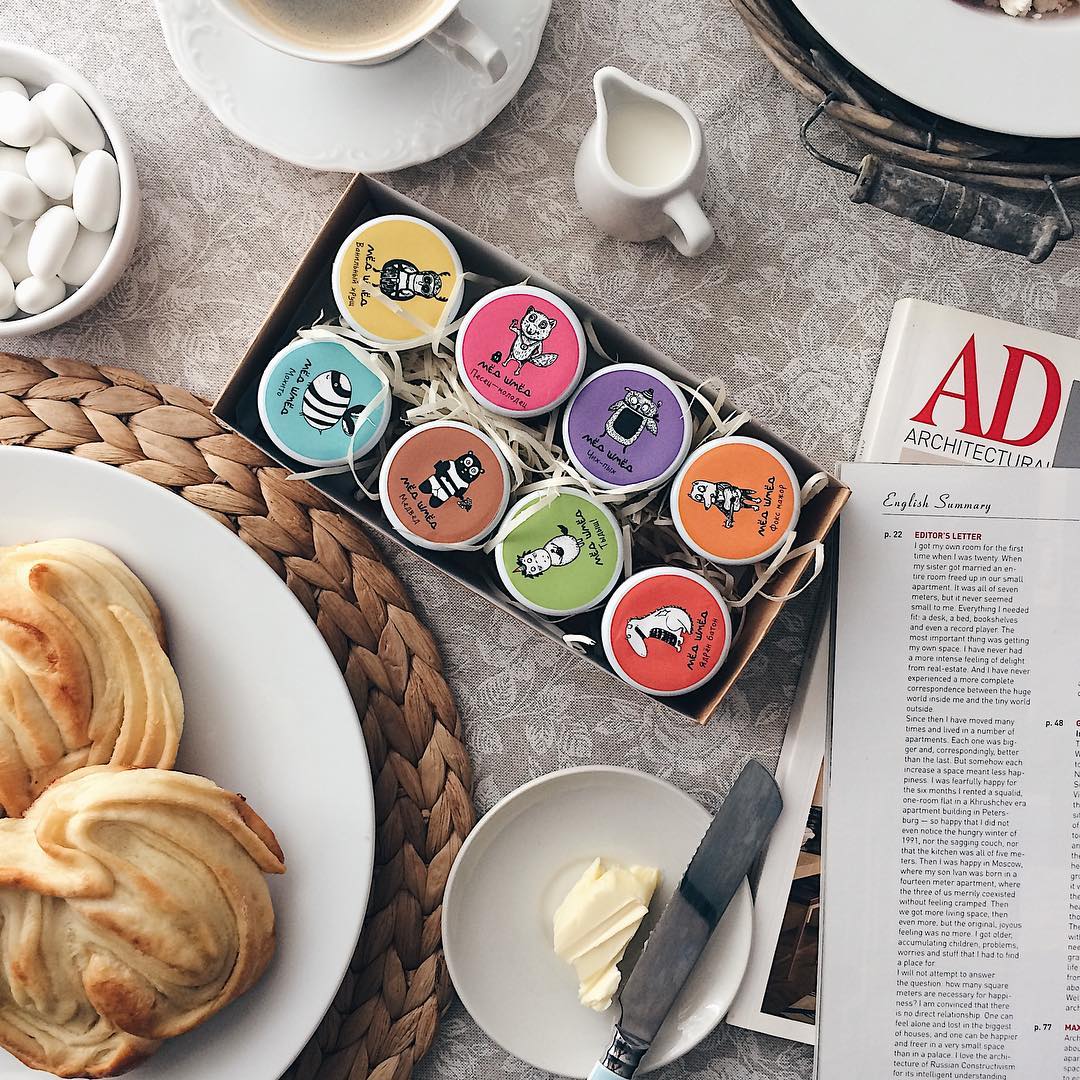 мёд шмёд
Ванильный хрущ
мёд шмёд
Песец-холодец
мёд шмёд
Мохито
мёд шмёд
Чих-пых
мёд шмёд
Медвед
мёд шмёд
Фокс мажор
мёд шмёд
Тыдыщ!
мёд шмёд
Ядрён батон
AD
ARCHITECTURAL
English Summary
p. 22 EDITOR'S LETTER
I got my own room for the first
time when I was twenty. When
my sister got married an en-
tire room freed up in our small
apartment. It was all of seven
meters, but it never seemed
small to me. Everything I needed
fit: a desk, a bed, bookshelves
and even a record player. The
most important thing was getting
my own space. I have never had
a more intense feeling of delight
from real-estate. And I have never
experienced a more complete
correspondence between the huge
world inside me and the tiny world
outside.
Since then I have moved many
times and lived in a number of
apartments. Each one was big-
ger and, correspondingly, better
than the last. But somehow each
increase a space meant less hap-
piness. I was fearfully happy for
the six months I rented a squalid,
one-room flat in a Khrushchev era
apartment building in Peters-
burg — so happy that I did not
even notice the hungry winter of
1991, nor the sagging couch, nor
that the kitchen was all of five me-
ters. Then I was happy in Moscow,
where my son Ivan was born in a
fourteen meter apartment, where
the three of us merrily coexisted
without feeling cramped. Then
we got more living space, then
even more, but the original, joyous
feeling was no more. I got older,
accumulating children, problems,
worries and stuff that I had to find
a place for.
I will not attempt to answer
the question: how many square
meters are necessary for happi-
ness? I am convinced that there
is no direct relationship. One can
feel alone and lost in the biggest
of houses, and one can be happier
and freer in a very small space
than in a palace. I love the archi-
tecture of Russian Constructivism
for its intelligent understanding
p. 48
p. 77